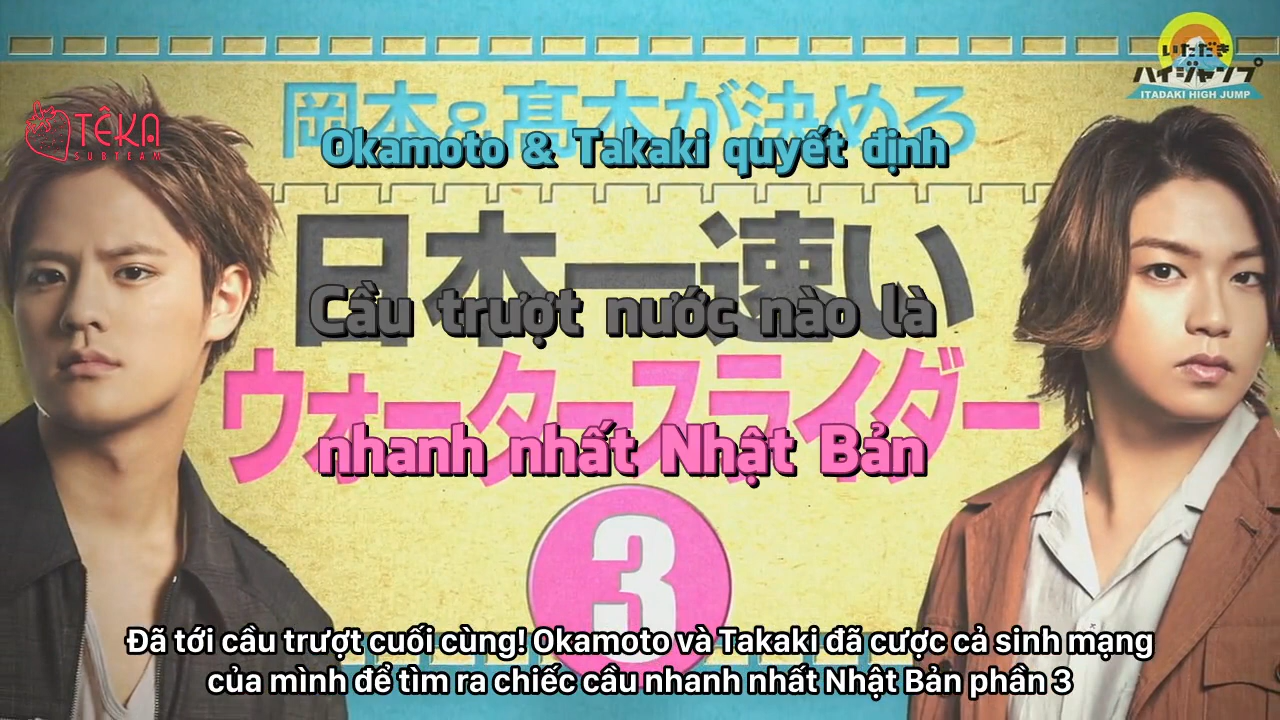 いただき
ハイジャンプ
ITADAKI HIGH JUMP
TÊKA
SUBTEAM
岡本&髙木が決めろ
Okamoto & Takaki quyết định
日本一速い
Cầu trượt nước nào là
ウォータースライダー
nhanh nhất Nhật Bản
3
Đã tới cầu trượt cuối cùng! Okamoto và Takaki đã cược cả sinh mạng
của mình để tìm ra chiếc cầu nhanh nhất Nhật Bản phần 3